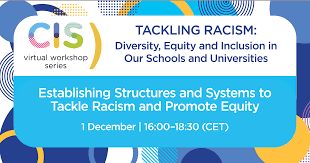 CIS
virtual workshop
series
TACKLING RACISM:
Diversity, Equity and Inclusion in
Our Schools and Universities
Establishing Structures and Systems to
Tackle Racism and Promote Equity
1 December | 16:00–18:30 (CET)